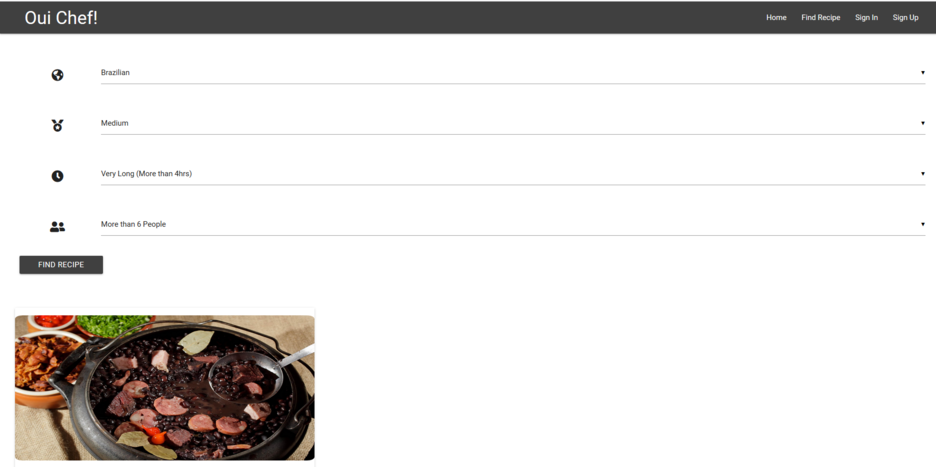 Oui Chef!
Home Find Recipe Sign In Sign Up
Brazilian
Medium
Very Long (More than 4hrs)
More than 6 People
FIND RECIPE